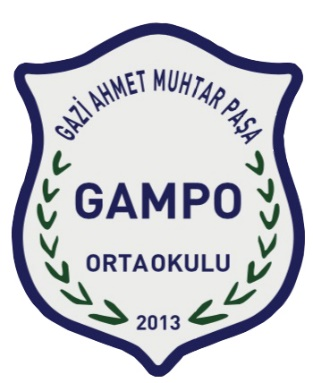 GAZİ AHMET MUHTAR PAŞA
GAMPO
ORTAOKULU
2013